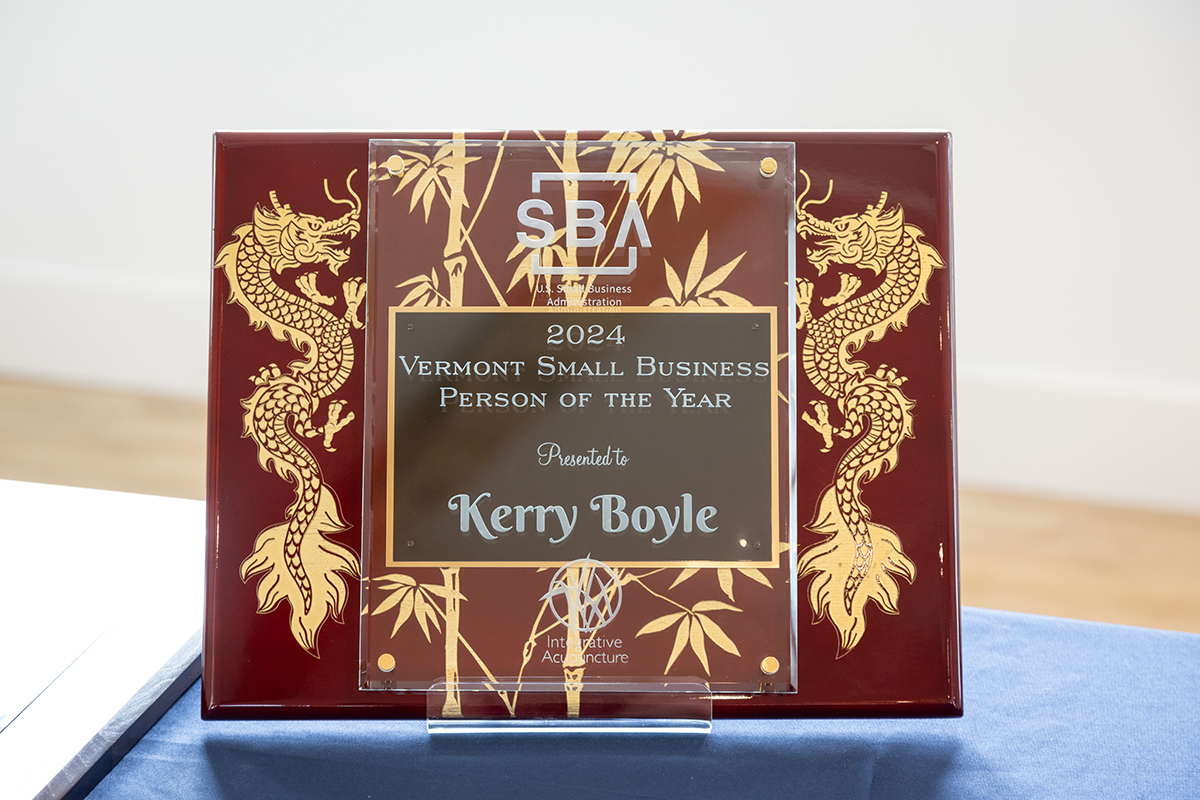 SBA
U.S. Small Business
Administration
2024
Vermont Small Business
Person of the Year
Presented to
Kerry Boyle
Integrative
Acupuncture